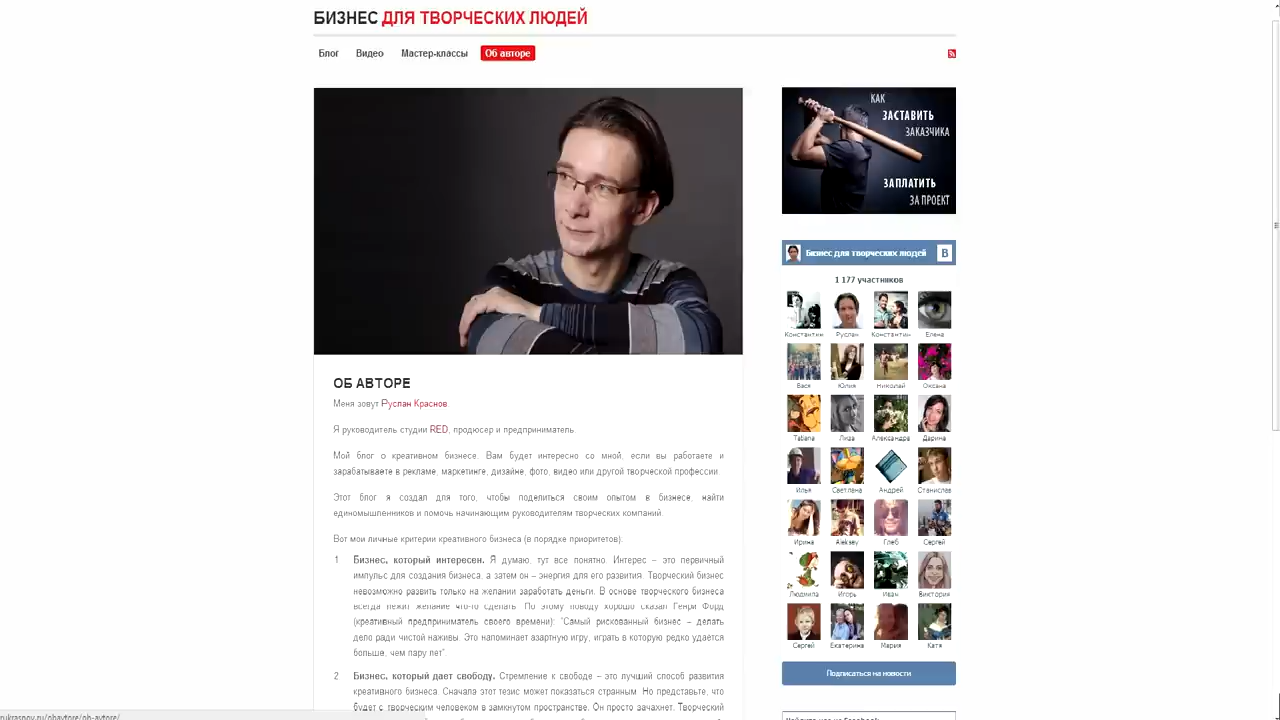 БИЗНЕС ДЛЯ ТВОРЧЕСКИХ ЛЮДЕЙ
Блог Видео Мастер-классы Об авторе
КАК
ЗАСТАВИТЬ
ЗАКАЗЧИКА
ЗАПЛАТИТЬ
ЗА ПРОЕКТ
ОБ АВТОРЕ
Меня зовут Руслан Краснов
Я руководитель студии RED, продюсер и предприниматель.
Мой блог о креативном бизнесе. Вам будет интересно со мной, если вы работаете и
зарабатываете в рекламе, маркетинге, дизайне, фото, видео или другой творческой профессии.
Этот блог я создал для того, чтобы поделиться своим опытом в бизнесе, найти
единомышленников и помочь начинающим руководителям творческих компаний.
Вот мои личные критерии креативного бизнеса (в порядке приоритетов):
1 Бизнес, который интересен. Я думаю, тут все понятно. Интерес – это первичный
импульс для создания бизнеса, а затем он – энергия для его развития. Творческий бизнес
невозможно развить только на желании заработать деньги. В основе творческого бизнеса
всегда лежит желание что-то сделать. По этому поводу хорошо сказал Генри Форд
(креативный предприниматель своего времени): "Самый рискованный бизнес – делать
дело ради чистой наживы. Это напоминает азартную игру, играть в которую редко удается
больше, чем пару лет".
2 Бизнес, который дает свободу. Стремление к свободе – это лучший способ развития
креативного бизнеса. Сначала этот тезис может показаться странным. Но представьте, что
будет с творческим человеком в замкнутом пространстве. Он просто зачахнет. Творческий
Бизнес для творческих людей В
1 177 участников
Константин Руслан Константин Елена
Вася Юлия Николай Оксана
Tatiana Лиза Александра Дарина
Илья Светлана Андрей Станислав
Ирина Aleksey Глеб Сергей
Людмила Игорь Иван Виктория
Сергей Екатерина Мария Катя
Подписаться на новости